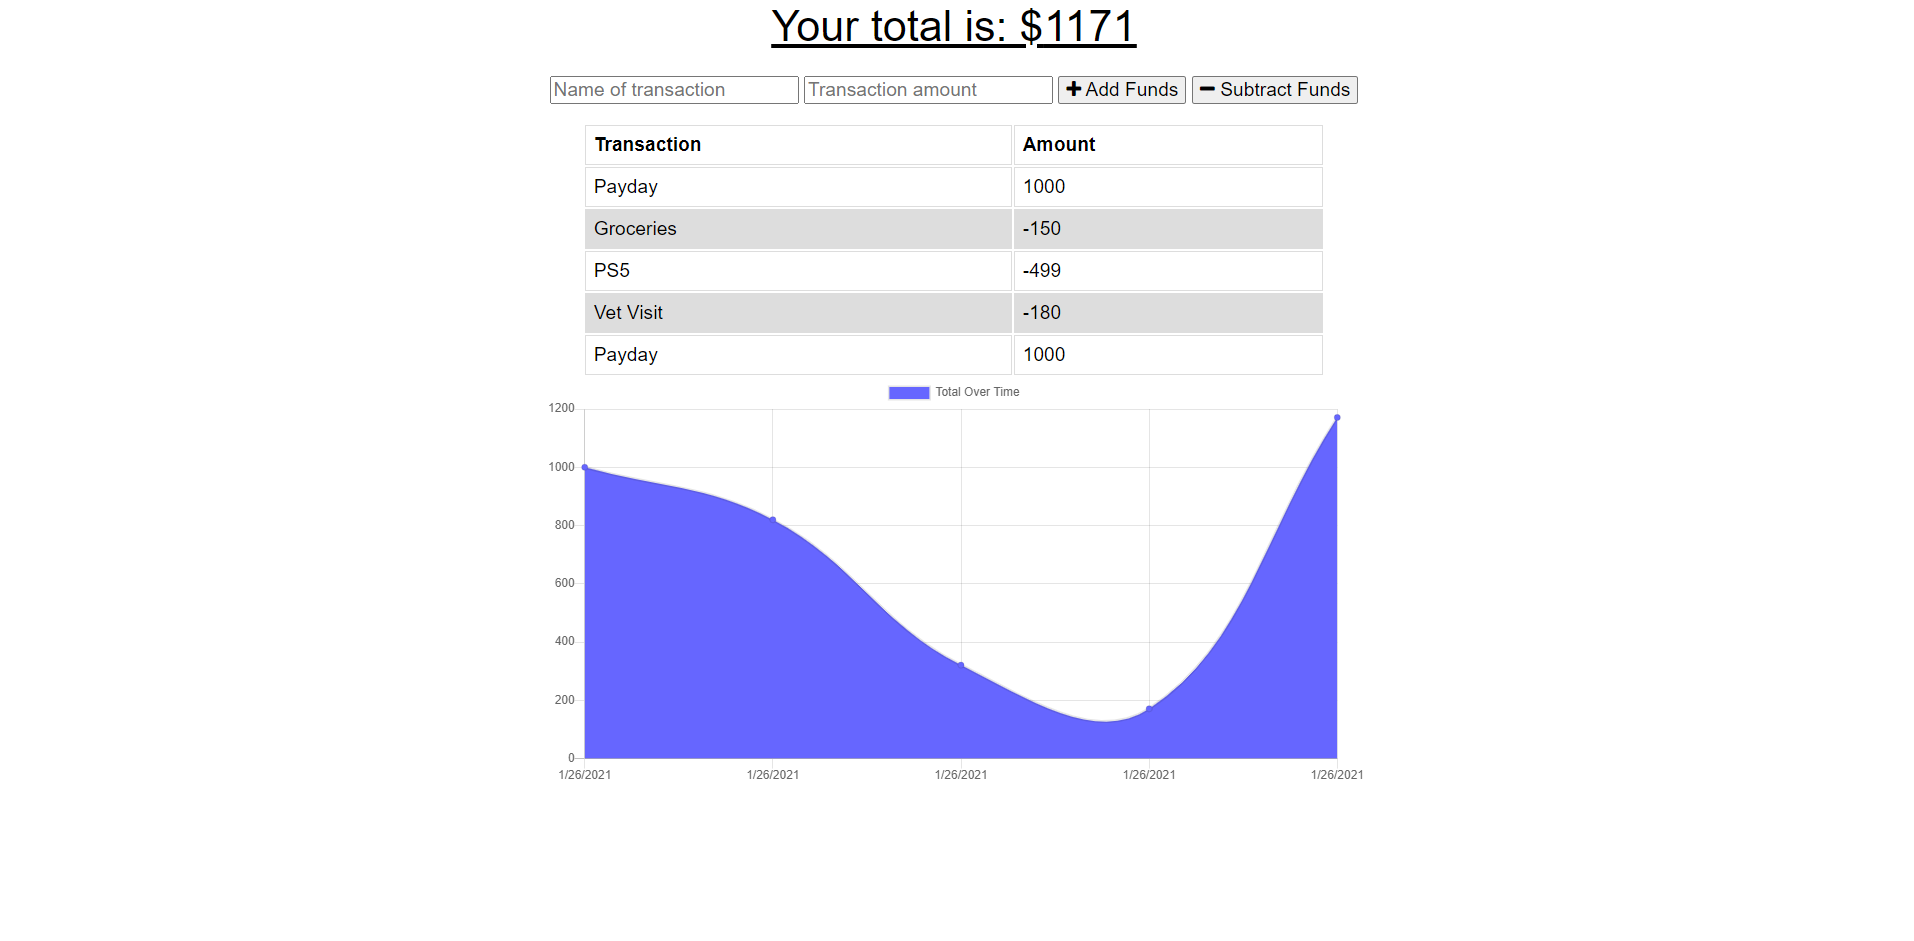 Your total is: $1171
Name of transaction Transaction amount Add Funds Subtract Funds
Transaction Amount
Payday 1000
Groceries -150
PS5 -499
Vet Visit -180
Payday 1000
Total Over Time
1200
1000
800
600
400
200
0
1/26/2021 1/26/2021 1/26/2021 1/26/2021 1/26/2021